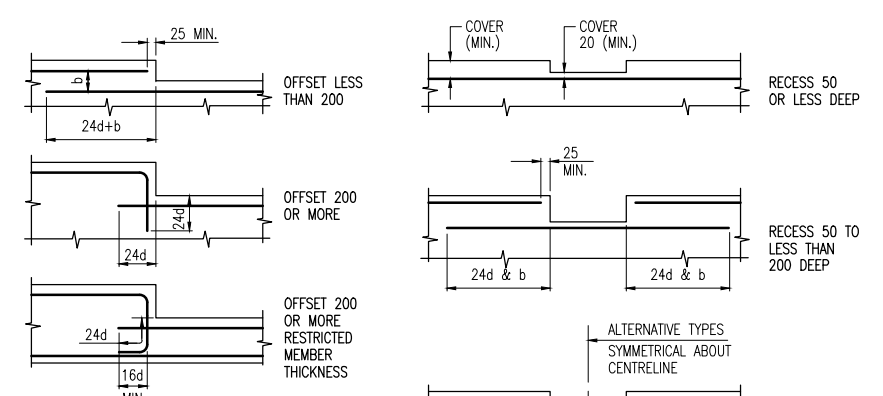 25 MIN.
b
24d+b
OFFSET LESS
THAN 200
24d
24d
OFFSET 200
OR MORE
24d
16d
MIN.
OFFSET 200
OR MORE
RESTRICTED
MEMBER
THICKNESS
COVER
(MIN.)
COVER
20 (MIN.)
RECESS 50
OR LESS DEEP
25
MIN.
24d & b
24d & b
RECESS 50 TO
LESS THAN
200 DEEP
ALTERNATIVE TYPES
SYMMETRICAL ABOUT
CENTRELINE